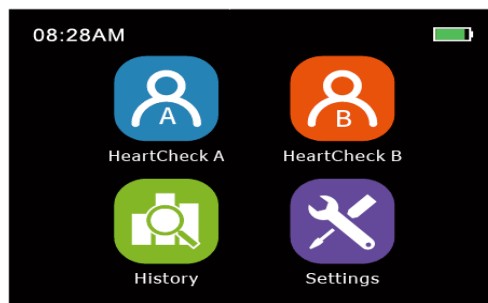 08:28AM
A
B
HeartCheck A
HeartCheck B
History
Settings